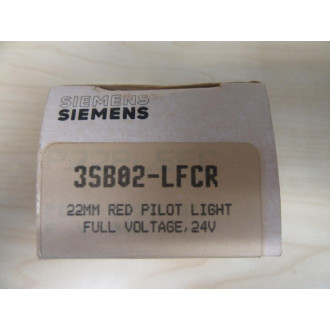 SIEMENS
SIEMENS
3SB02-LFCR
22MM RED PILOT LIGHT
FULL VOLTAGE,24V